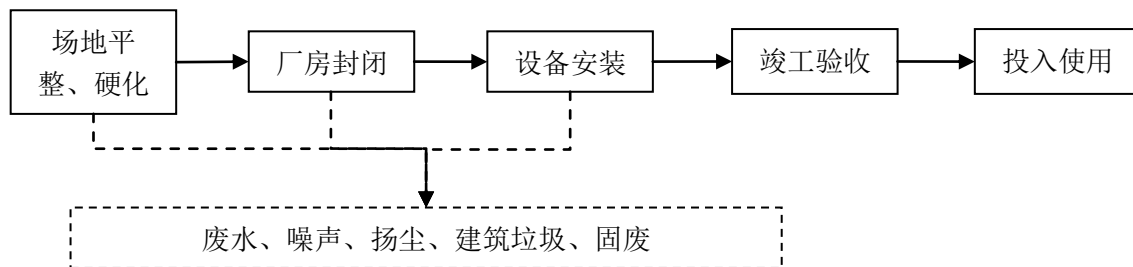 场地平
整、硬化
厂房封闭
设备安装
竣工验收
投入使用
废水、噪声、扬尘、建筑垃圾、固废